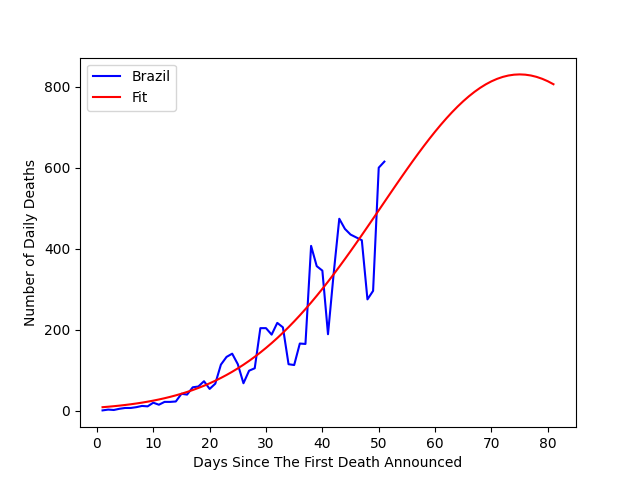 Brazil
Fit
800
600
400
200
0
Number of Daily Deaths
0 10 20 30 40 50 60 70 80
Days Since The First Death Announced